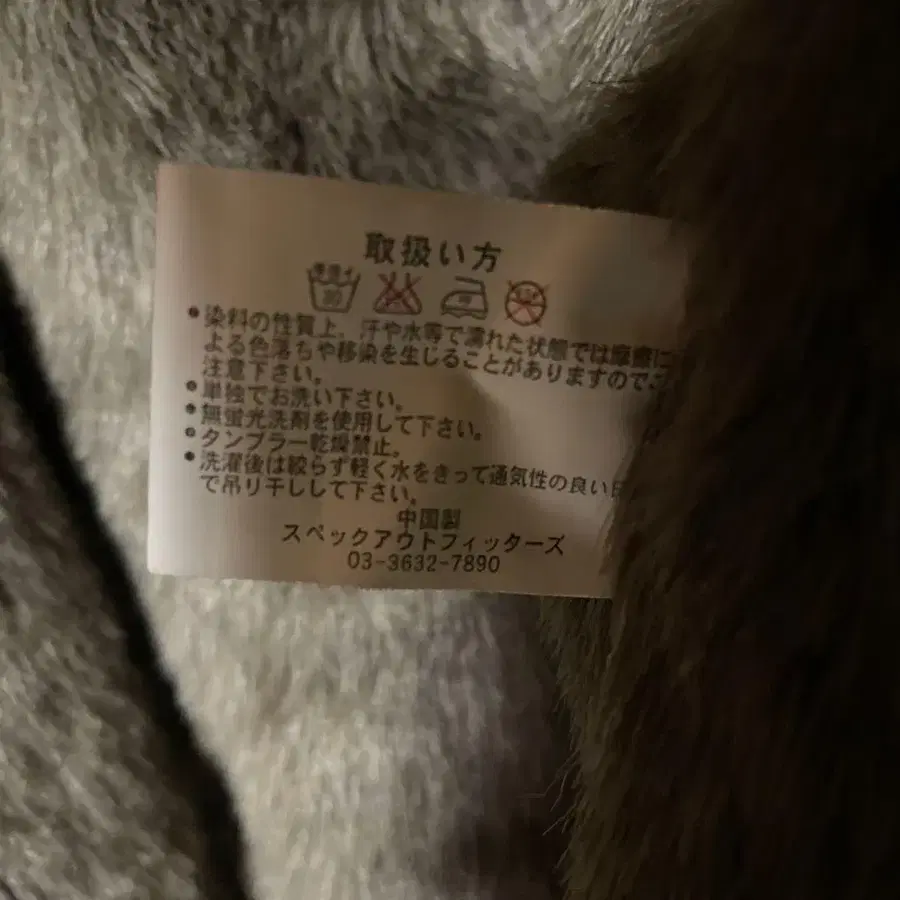 取扱い方
30
中
・染料の性質上、汗や水等で濡れた状態では摩擦に
よる色落ちや移染を生じることがありますのでご
注意下さい。
・単独でお洗い下さい。
・無蛍光洗剤を使用して下さい。
・タンブラー乾燥禁止。
・洗濯後は絞らず軽く水をきって通気性の良い日
で吊り干しして下さい。
中国製
スペックアウトフィッターズ
03-3632-7890